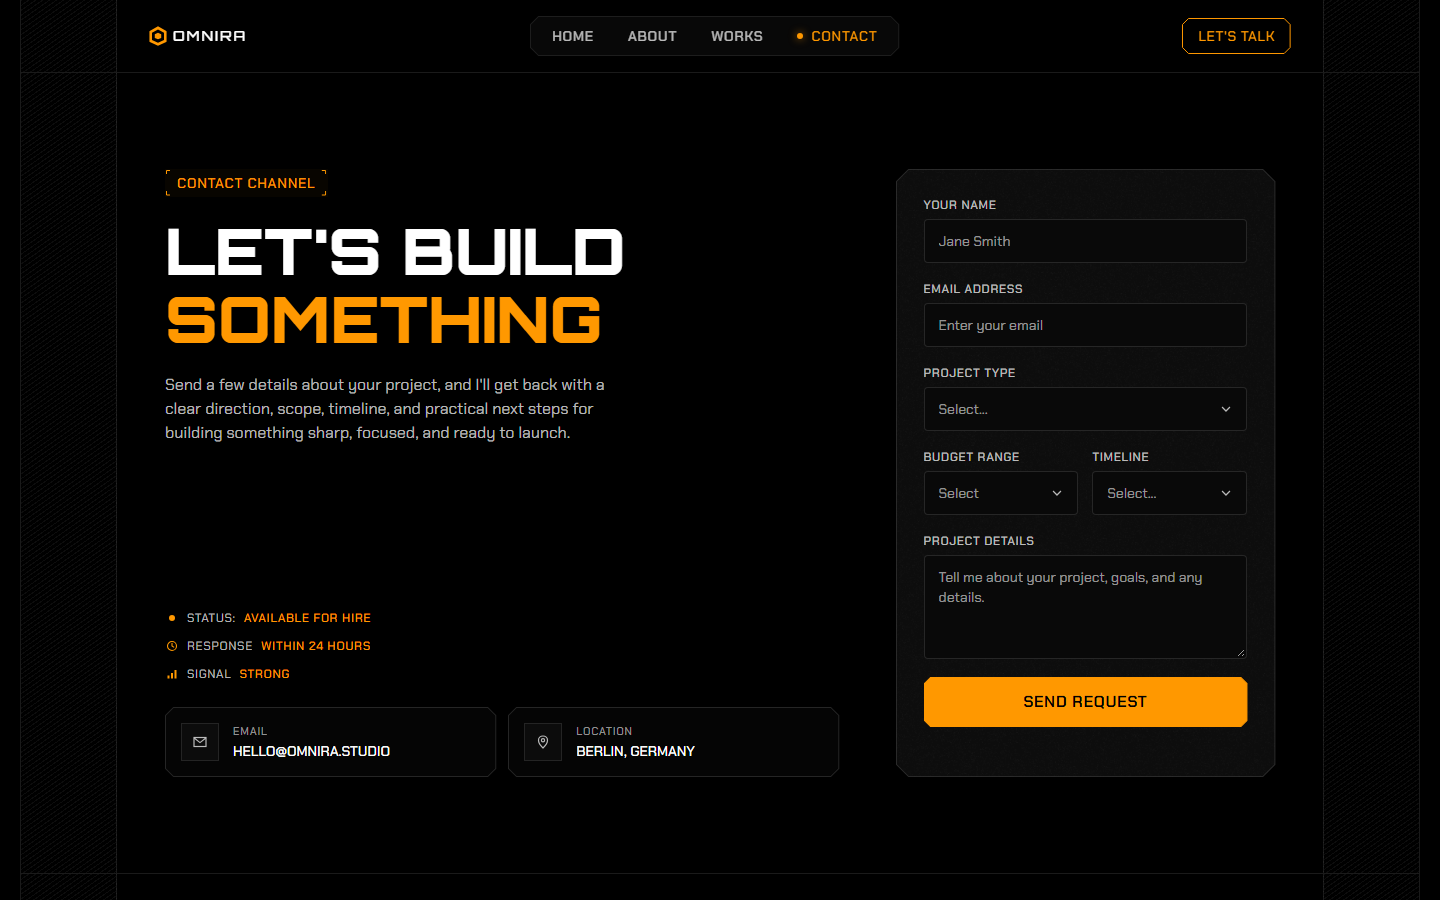 OMNIRA
HOME ABOUT WORKS CONTACT
LET'S TALK
CONTACT CHANNEL
LET'S BUILD
SOMETHING
Send a few details about your project, and I'll get back with a
clear direction, scope, timeline, and practical next steps for
building something sharp, focused, and ready to launch.
STATUS: AVAILABLE FOR HIRE
RESPONSE WITHIN 24 HOURS
SIGNAL STRONG
EMAIL
HELLO@OMNIRA.STUDIO
LOCATION
BERLIN, GERMANY
YOUR NAME
Jane Smith
EMAIL ADDRESS
Enter your email
PROJECT TYPE
Select...
BUDGET RANGE
Select
TIMELINE
Select...
PROJECT DETAILS
Tell me about your project, goals, and any
details.
SEND REQUEST